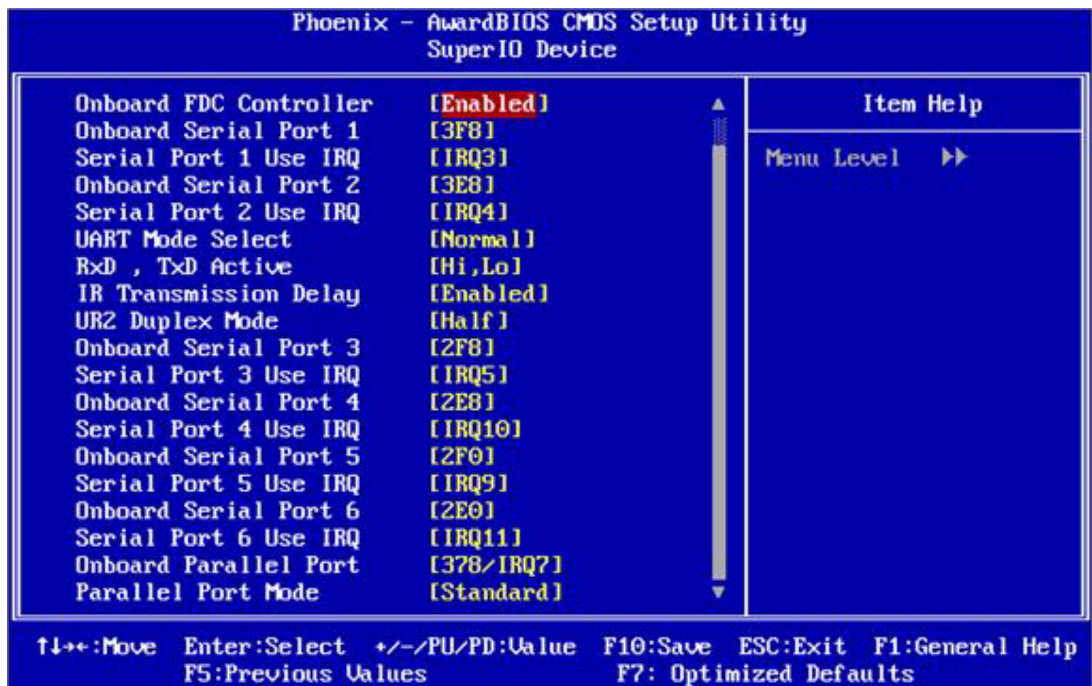 Phoenix - AwardBIOS CMOS Setup Utility
SuperIO Device
Onboard FDC Controller [Enabled]
Onboard Serial Port 1 [3F8]
Serial Port 1 Use IRQ [IRQ3]
Onboard Serial Port 2 [3E8]
Serial Port 2 Use IRQ [IRQ4]
UART Mode Select [Normal]
RxD , TxD Active [Hi,Lo]
IR Transmission Delay [Enabled]
UR2 Duplex Mode [Half]
Onboard Serial Port 3 [2F8]
Serial Port 3 Use IRQ [IRQ5]
Onboard Serial Port 4 [2E8]
Serial Port 4 Use IRQ [IRQ10]
Onboard Serial Port 5 [2F0]
Serial Port 5 Use IRQ [IRQ9]
Onboard Serial Port 6 [2E0]
Serial Port 6 Use IRQ [IRQ11]
Onboard Parallel Port [378/IRQ7]
Parallel Port Mode [Standard]
Item Help
Menu Level ▶▶
↑↓→←:Move Enter:Select +/-/PU/PD:Value F10:Save ESC:Exit F1:General Help
F5:Previous Values F7: Optimized Defaults